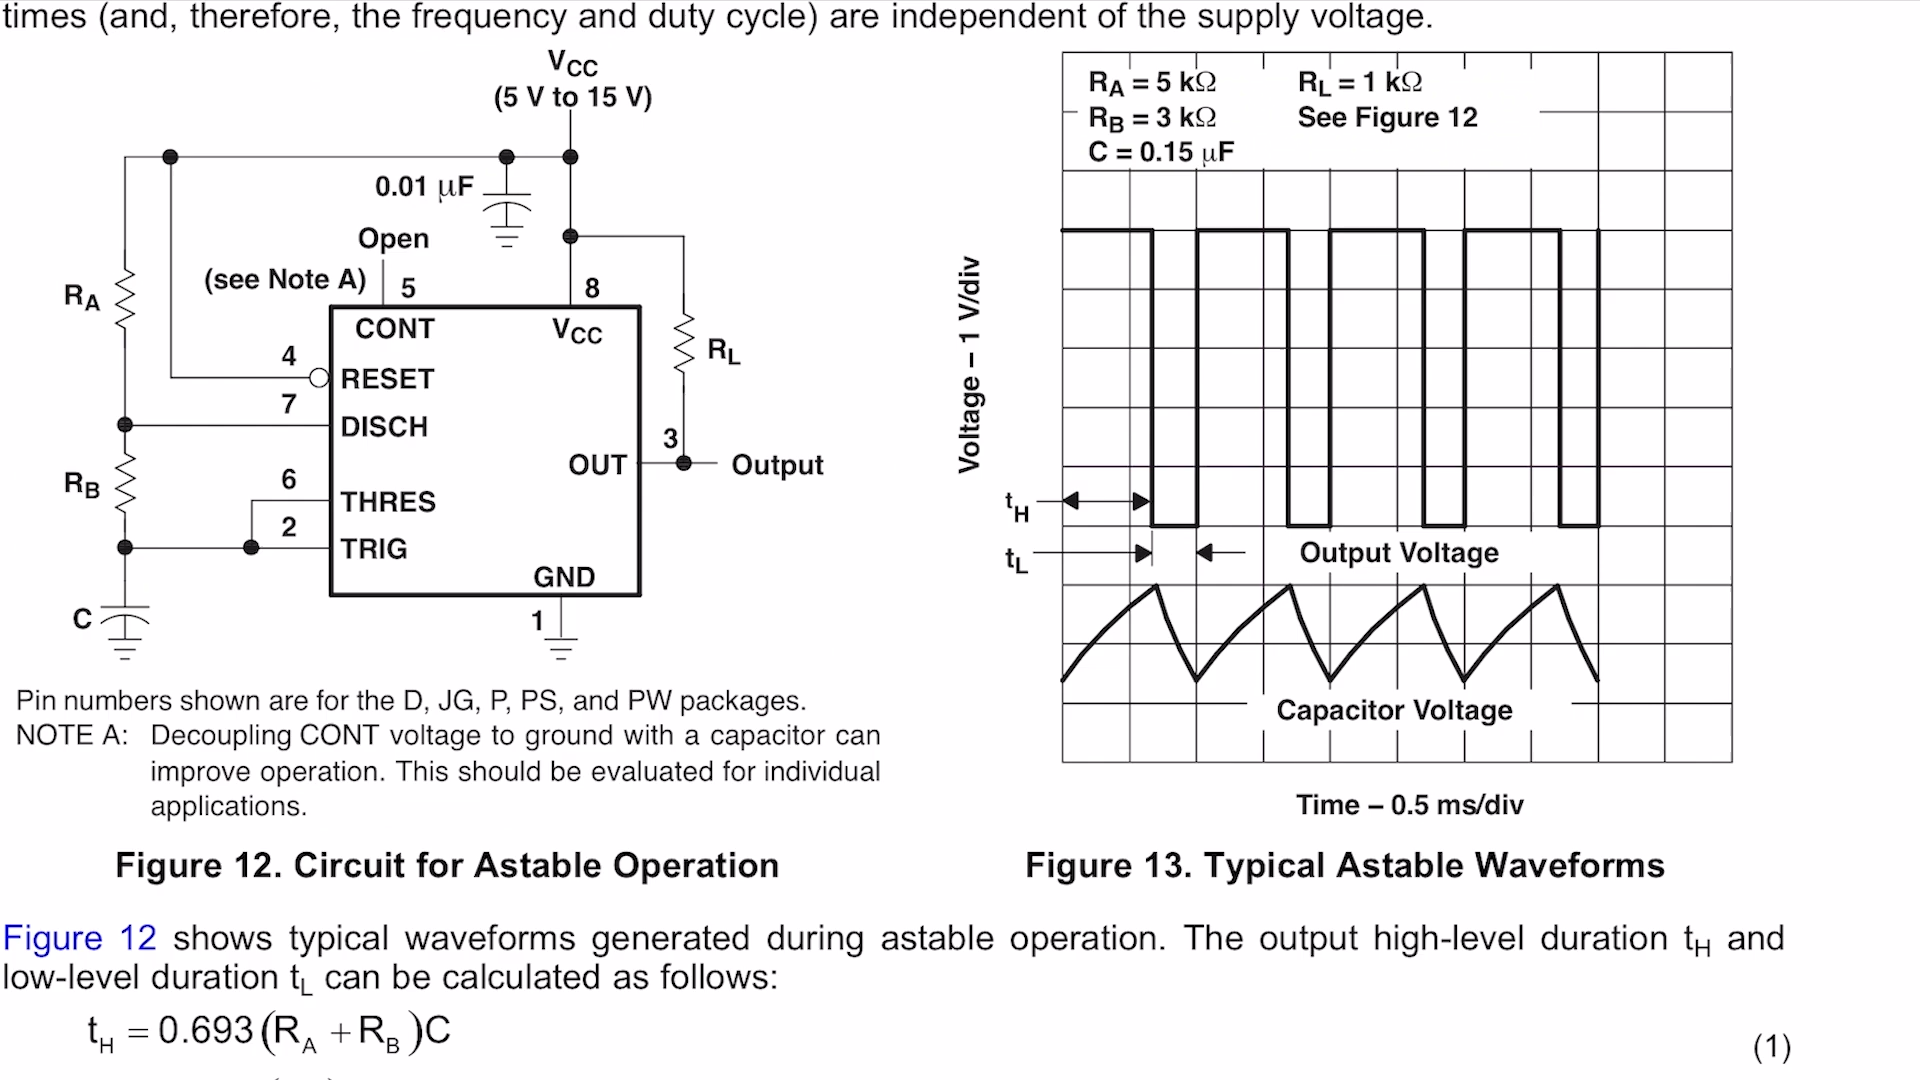 times (and, therefore, the frequency and duty cycle) are independent of the supply voltage.
VCC
(5 V to 15 V)
0.01 μF
Open
(see Note A)
5
8
RA
CONT
VCC
RL
4
RESET
7
DISCH
3
OUT
Output
RB
6
THRES
2
TRIG
GND
C
1
Pin numbers shown are for the D, JG, P, PS, and PW packages.
NOTE A: Decoupling CONT voltage to ground with a capacitor can
improve operation. This should be evaluated for individual
applications.
Figure 12. Circuit for Astable Operation
RA = 5 kΩ
RL = 1 kΩ
RB = 3 kΩ
See Figure 12
C = 0.15 μF
Voltage – 1 V/div
tH
tL
Output Voltage
Capacitor Voltage
Time – 0.5 ms/div
Figure 13. Typical Astable Waveforms
Figure 12 shows typical waveforms generated during astable operation. The output high-level duration tH and
low-level duration tL can be calculated as follows:
tH = 0.693 (RA + RB)C
(1)